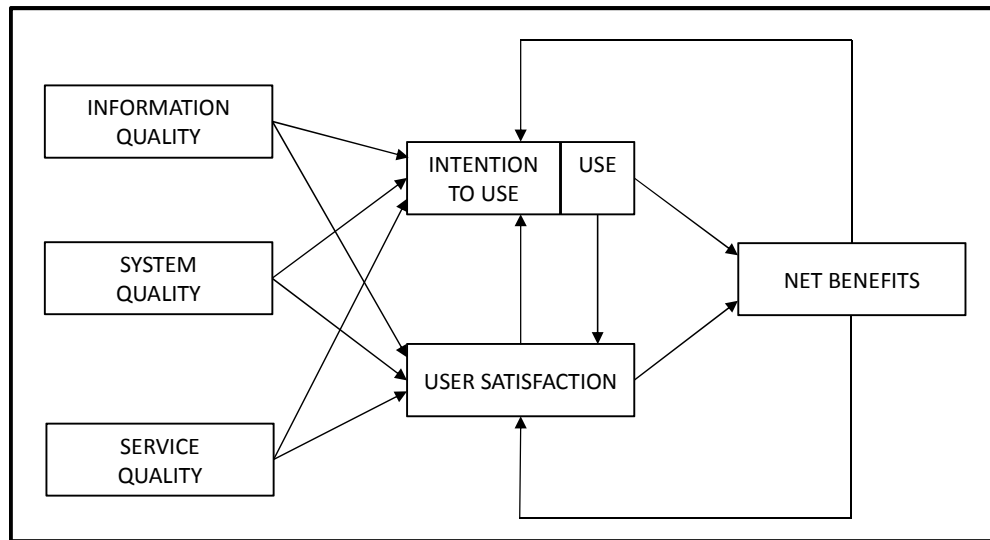 INFORMATION
QUALITY
SYSTEM
QUALITY
SERVICE
QUALITY
INTENTION
TO USE
USE
USER SATISFACTION
NET BENEFITS